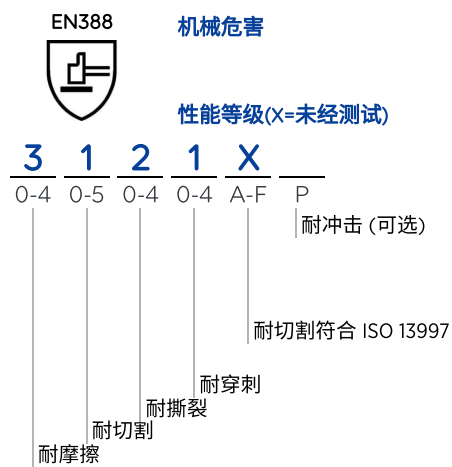 EN388
机械危害
性能等级(X=未经测试)
3 1 2 1 X
0-4 0-5 0-4 0-4 A-F P
耐冲击 (可选)
耐切割符合 ISO 13997
耐穿刺
耐撕裂
耐切割
耐摩擦